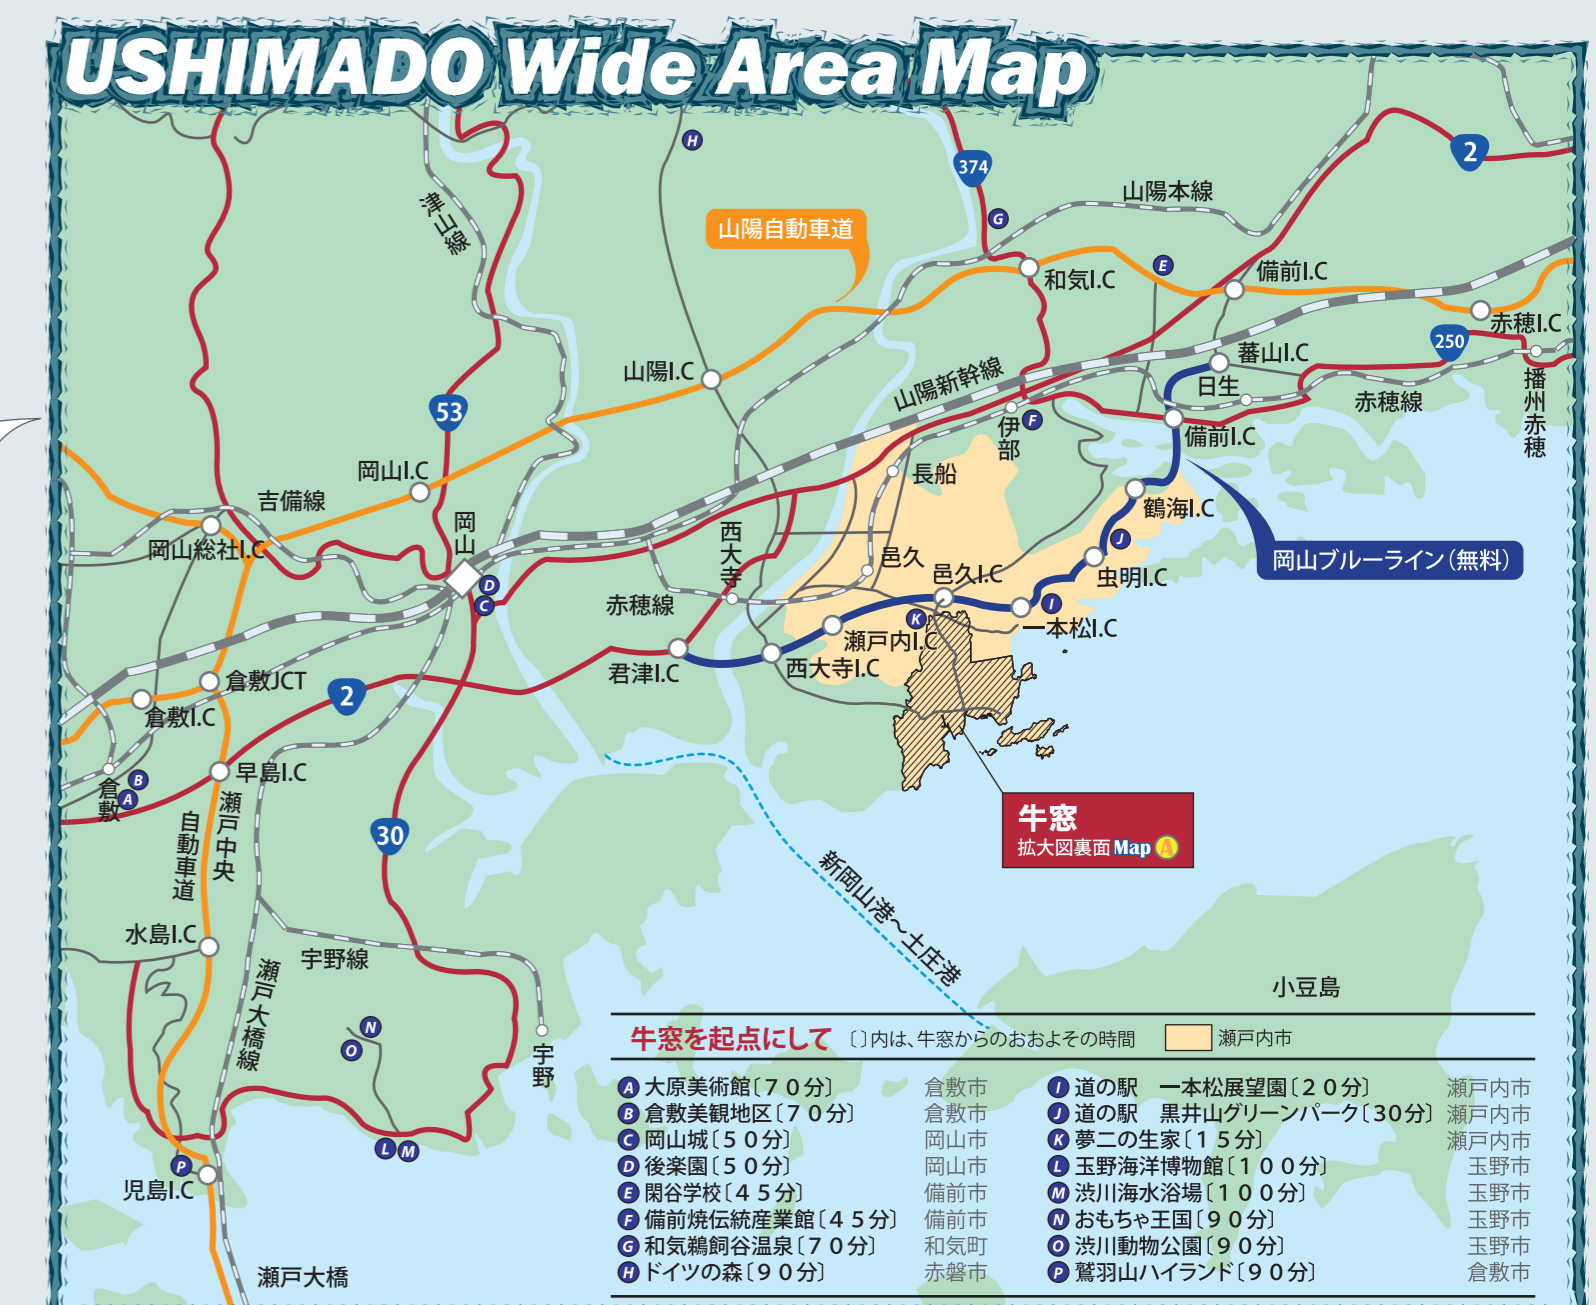 USHIMADO Wide Area Map
H
374
2
津山線
山陽本線
G
山陽自動車道
E
和気I.C
備前I.C
赤穂I.C
250
蕃山I.C
山陽I.C
山陽新幹線
日生
赤穂線
播州赤穂
53
伊部
F
備前I.C
岡山I.C
長船
吉備線
鶴海I.C
岡山
岡山総社I.C
西大寺
J
岡山ブルーライン(無料)
邑久
邑久I.C
虫明I.C
D
C
赤穂線
K
I
一本松I.C
瀬戸内I.C
君津I.C
西大寺I.C
倉敷JCT
2
倉敷I.C
早島I.C
B
A
倉敷
瀬戸中央
自動車道
30
牛窓
拡大図裏面Map A
新岡山港〜土庄港
水島I.C
宇野線
瀬戸大橋線
小豆島
N
O
宇野
L
M
P
児島I.C
瀬戸大橋
牛窓を起点にして 〔 〕内は、牛窓からのおおよその時間 瀬戸内市
A 大原美術館〔70分〕 倉敷市
B 倉敷美観地区〔70分〕 倉敷市
C 岡山城〔50分〕 岡山市
D 後楽園〔50分〕 岡山市
E 閑谷学校〔45分〕 備前市
F 備前焼伝統産業館〔45分〕 備前市
G 和気鵜飼谷温泉〔70分〕 和気町
H ドイツの森〔90分〕 赤磐市
I 道の駅 一本松展望園〔20分〕 瀬戸内市
J 道の駅 黒井山グリーンパーク〔30分〕 瀬戸内市
K 夢二の生家〔15分〕 瀬戸内市
L 玉野海洋博物館〔100分〕 玉野市
M 渋川海水浴場〔100分〕 玉野市
N おもちゃ王国〔90分〕 玉野市
O 渋川動物公園〔90分〕 玉野市
P 鷲羽山ハイランド〔90分〕 倉敷市